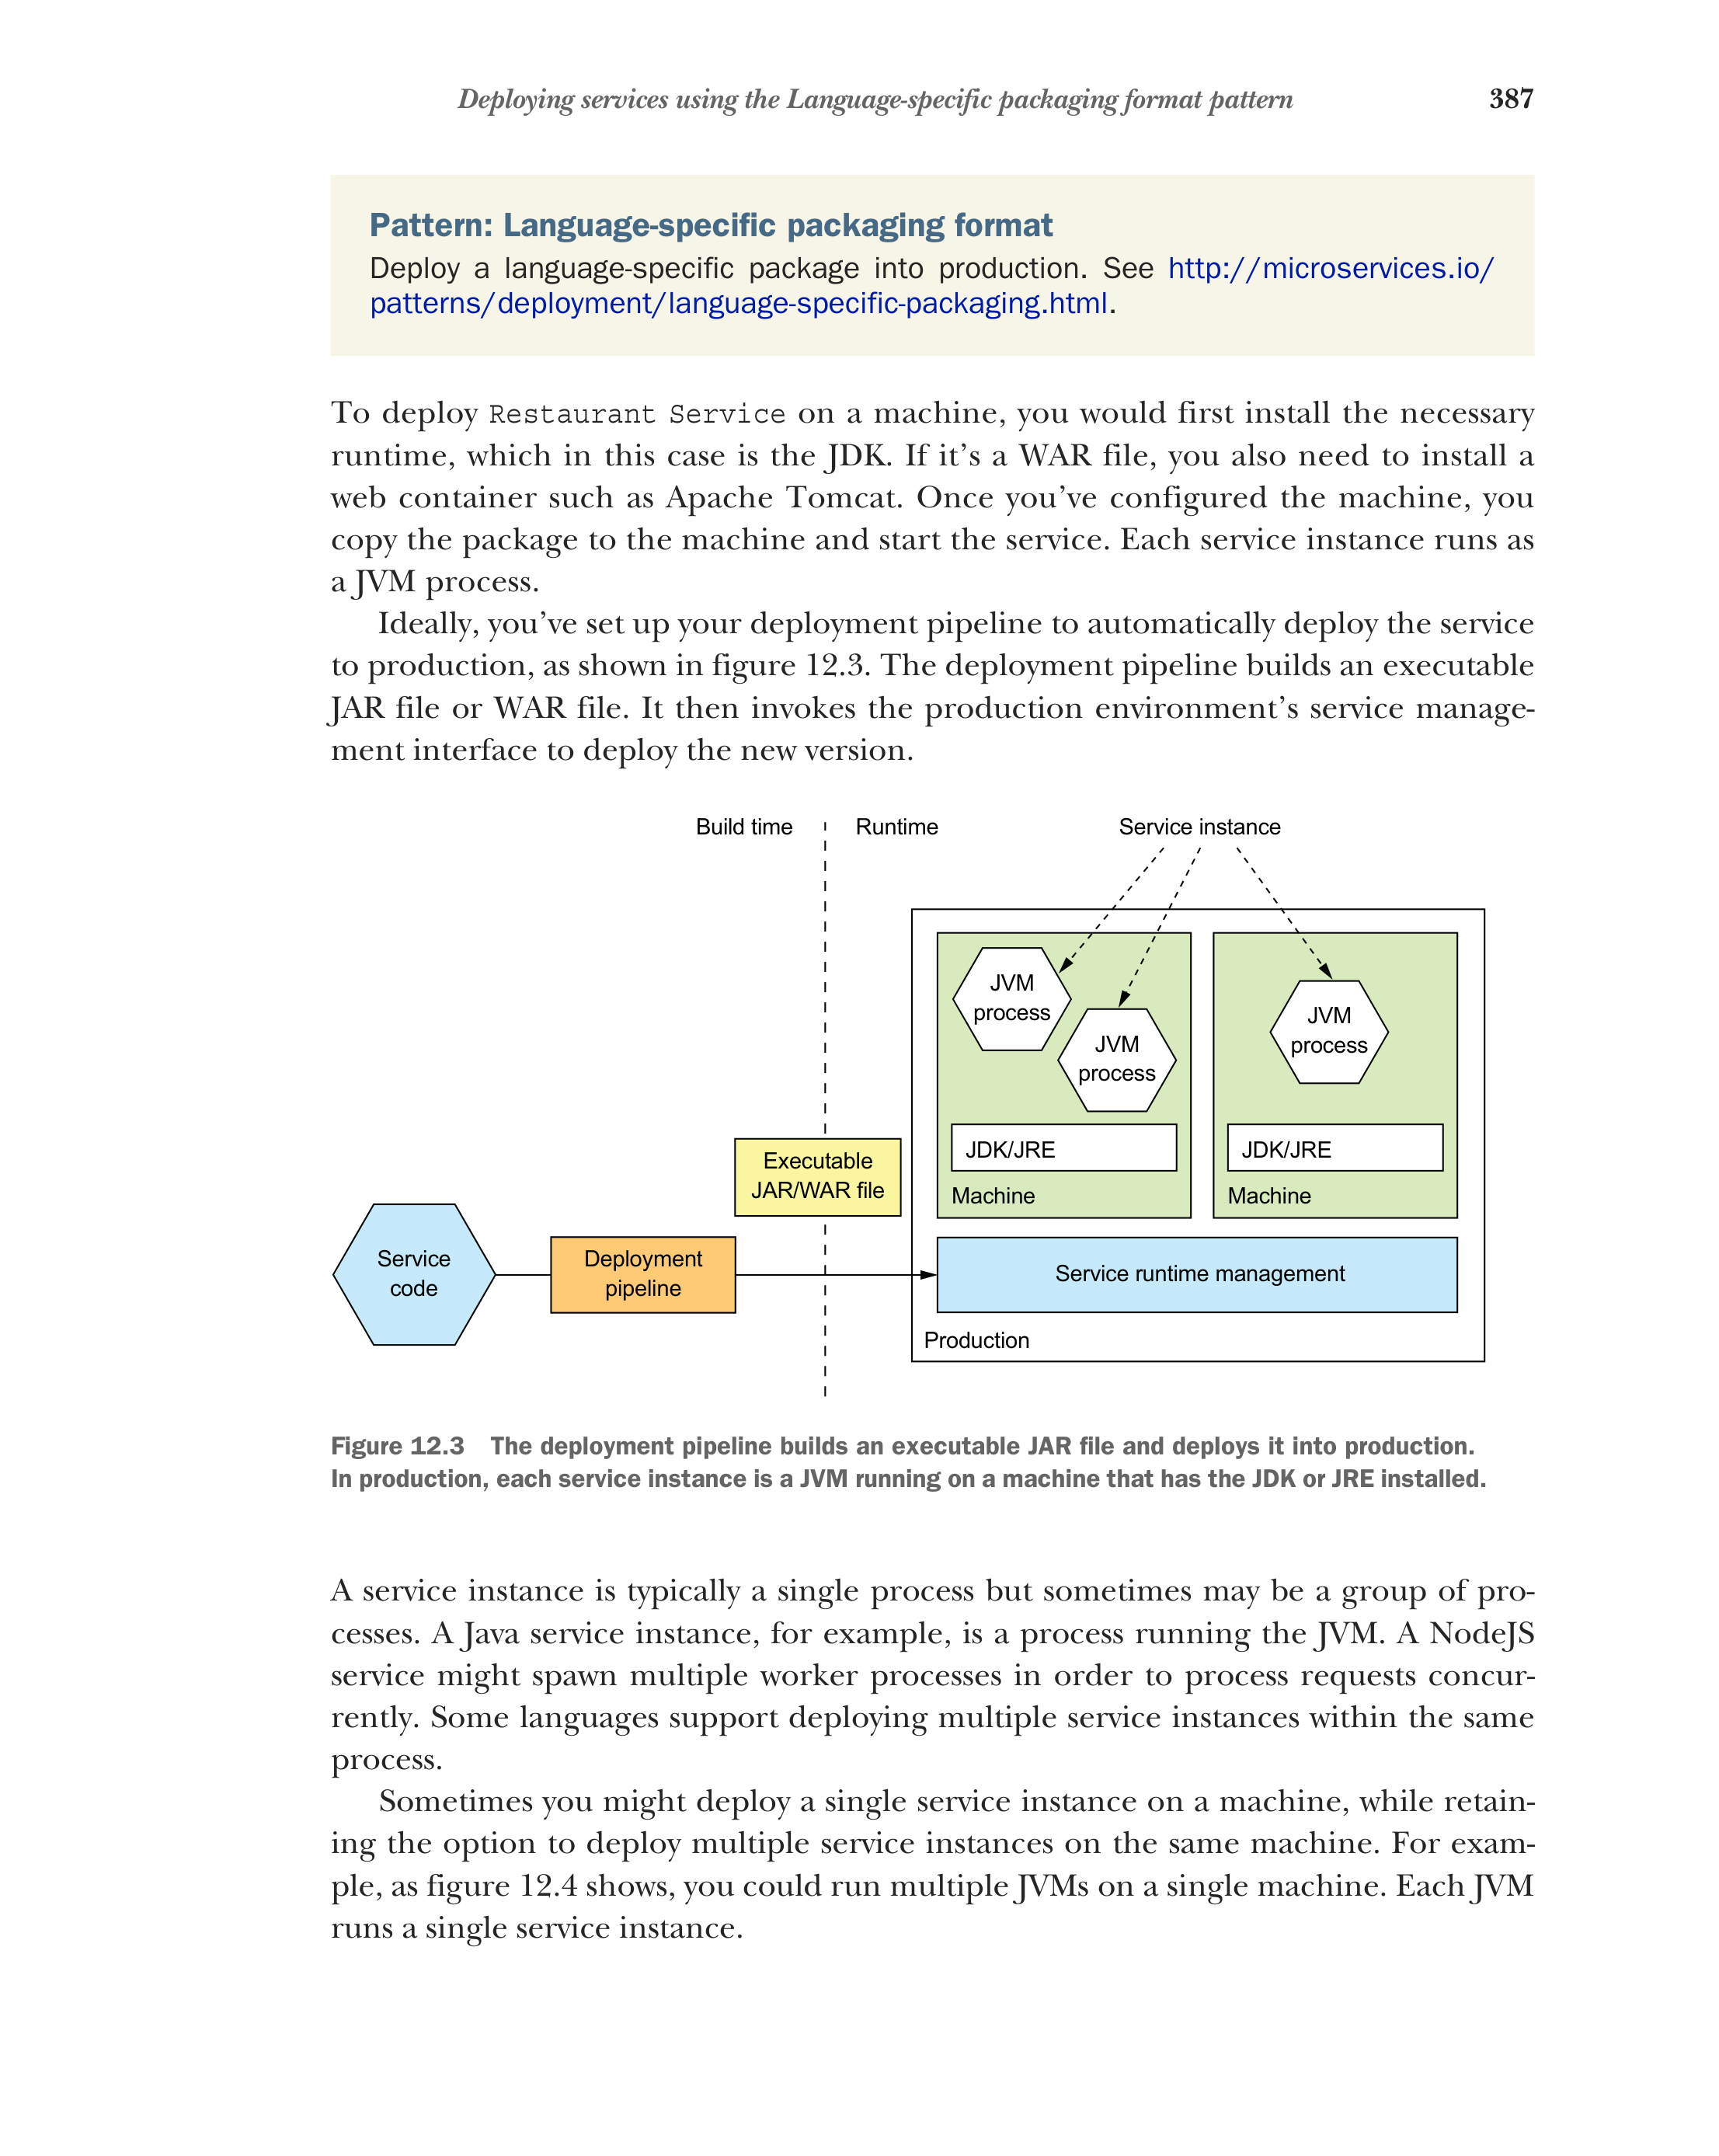 Deploying services using the Language-specific packaging format pattern 387
Pattern: Language-specific packaging format
Deploy a language-specific package into production. See http://microservices.io/
patterns/deployment/language-specific-packaging.html.
To deploy Restaurant Service on a machine, you would first install the necessary
runtime, which in this case is the JDK. If it’s a WAR file, you also need to install a
web container such as Apache Tomcat. Once you’ve configured the machine, you
copy the package to the machine and start the service. Each service instance runs as
a JVM process.
Ideally, you’ve set up your deployment pipeline to automatically deploy the service
to production, as shown in figure 12.3. The deployment pipeline builds an executable
JAR file or WAR file. It then invokes the production environment’s service manage-
ment interface to deploy the new version.
Build time
Runtime
Service instance
JVM
process
JVM
process
JVM
process
JDK/JRE
Machine
JDK/JRE
Machine
Executable
JAR/WAR file
Service
code
Deployment
pipeline
Service runtime management
Production
Figure 12.3 The deployment pipeline builds an executable JAR file and deploys it into production.
In production, each service instance is a JVM running on a machine that has the JDK or JRE installed.
A service instance is typically a single process but sometimes may be a group of pro-
cesses. A Java service instance, for example, is a process running the JVM. A NodeJS
service might spawn multiple worker processes in order to process requests concur-
rently. Some languages support deploying multiple service instances within the same
process.
Sometimes you might deploy a single service instance on a machine, while retain-
ing the option to deploy multiple service instances on the same machine. For exam-
ple, as figure 12.4 shows, you could run multiple JVMs on a single machine. Each JVM
runs a single service instance.